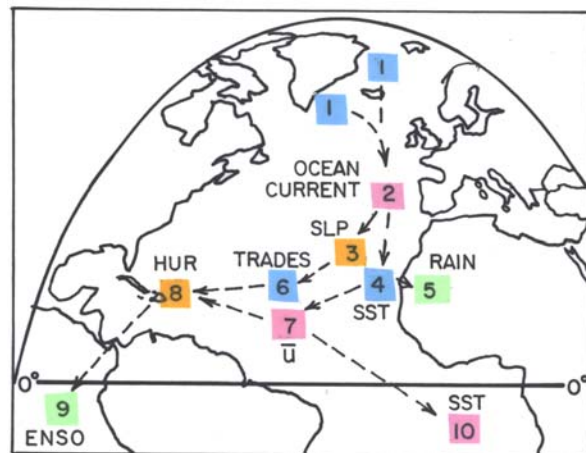 1
1
OCEAN
CURRENT
2
SLP
3
RAIN
HUR
TRADES
8
6
4
5
SST
7
ū
0°
0°
9
ENSO
SST
10